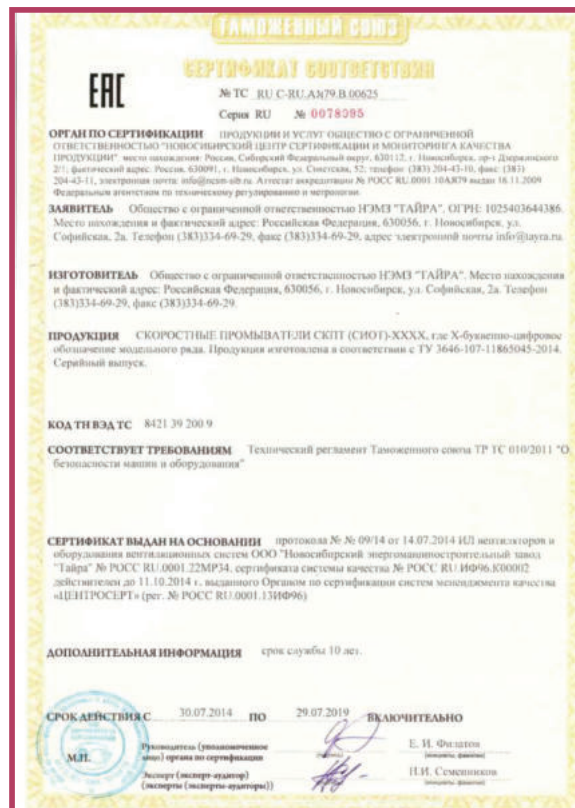 ТАМОЖЕННЫЙ СОЮЗ
СЕРТИФИКАТ СООТВЕТСТВИЯ
ЕАС
№ ТС RU C-RU.АЯ79.В.00625
Серия RU № 0078095
ОРГАН ПО СЕРТИФИКАЦИИ ПРОДУКЦИИ И УСЛУГ ОБЩЕСТВО С ОГРАНИЧЕННОЙ
ОТВЕТСТВЕННОСТЬЮ "НОВОСИБИРСКИЙ ЦЕНТР СЕРТИФИКАЦИИ И МОНИТОРИНГА КАЧЕСТВА
ПРОДУКЦИИ" место нахождения: Россия, Сибирский Федеральный округ, 630112, г. Новосибирск, пр-т Дзержинского
2/1; фактический адрес: Россия, 630091, г. Новосибирск, ул. Советская, 52; телефон: (383) 204-43-10, факс: (383)
204-43-11, электронная почта: info@ncsm-sib.ru. Аттестат аккредитации № РОСС RU.0001.10АЯ79 выдан 16.11.2009
Федеральным агентством по техническому регулированию и метрологии.
ЗАЯВИТЕЛЬ Общество с ограниченной ответственностью НЭМЗ "ТАЙРА". ОГРН: 1025403644386.
Место нахождения и фактический адрес: Российская Федерация, 630056, г. Новосибирск, ул.
Софийская, 2а. Телефон (383)334-69-29, факс (383)334-69-29, адрес электронной почты info@tayra.ru.
ИЗГОТОВИТЕЛЬ Общество с ограниченной ответственностью НЭМЗ "ТАЙРА". Место нахождения
и фактический адрес: Российская Федерация, 630056, г. Новосибирск, ул. Софийская, 2а. Телефон
(383)334-69-29, факс (383)334-69-29.
ПРОДУКЦИЯ СКОРОСТНЫЕ ПРОМЫВАТЕЛИ СКПТ (СИОТ)-ХХХХ, где Х-буквенно-цифровое
обозначение модельного ряда. Продукция изготовлена в соответствии с ТУ 3646-107-11865045-2014.
Серийный выпуск.
КОД ТН ВЭД ТС 8421 39 200 9
СООТВЕТСТВУЕТ ТРЕБОВАНИЯМ Технический регламент Таможенного союза ТР ТС 010/2011 "О
безопасности машин и оборудования"
СЕРТИФИКАТ ВЫДАН НА ОСНОВАНИИ протокола № № 09/14 от 14.07.2014 ИЛ вентиляторов и
оборудования вентиляционных систем ООО "Новосибирский энергомашиностроительный завод
"Тайра" № РОСС RU.0001.22МР34, сертификата системы качества № РОСС RU.ИФ96.К00002
действителен до 11.10.2014 г. выданного Органом по сертификации систем менеджмента качества
«ЦЕНТРОСЕРТ» (рег. № РОСС RU.0001.13ИФ96)
ДОПОЛНИТЕЛЬНАЯ ИНФОРМАЦИЯ срок службы 10 лет.
СРОК ДЕЙСТВИЯ С 30.07.2014 ПО 29.07.2019 ВКЛЮЧИТЕЛЬНО
М.П.
Руководитель (уполномоченное
лицо) органа по сертификации
Е. И. Филатов
(инициалы, фамилия)
Эксперт (эксперт-аудитор)
(эксперты (эксперты-аудиторы))
П.И. Семенников
(инициалы, фамилия)